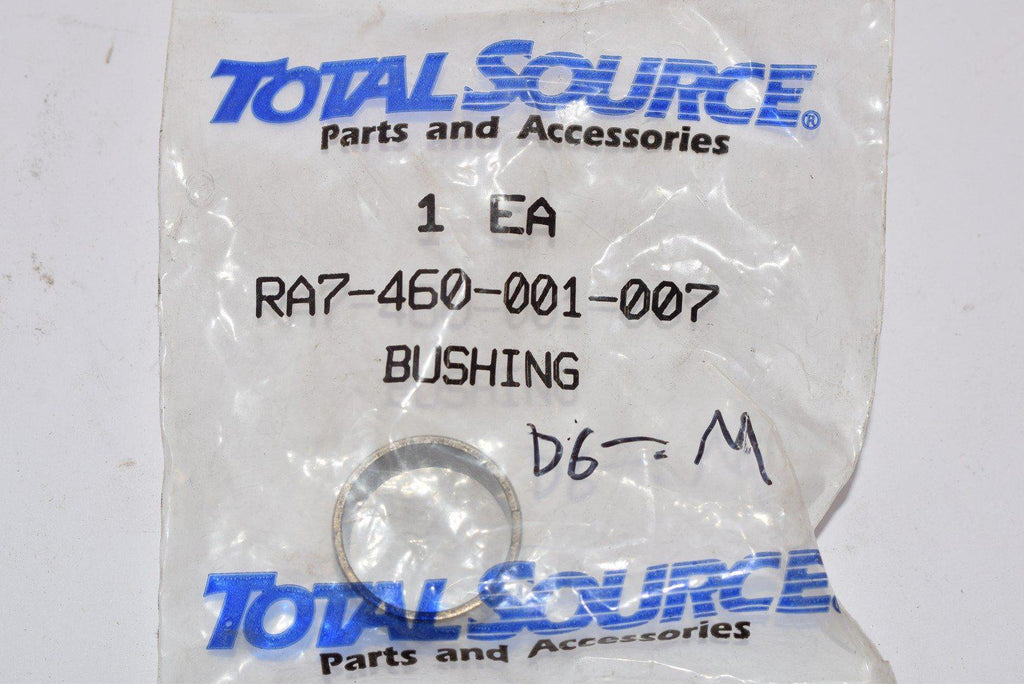 TOTAL SOURCE®
Parts and Accessories
1 EA
RA7-460-001-007
BUSHING
D6-M
TOTAL SOURCE
Parts and Accessories